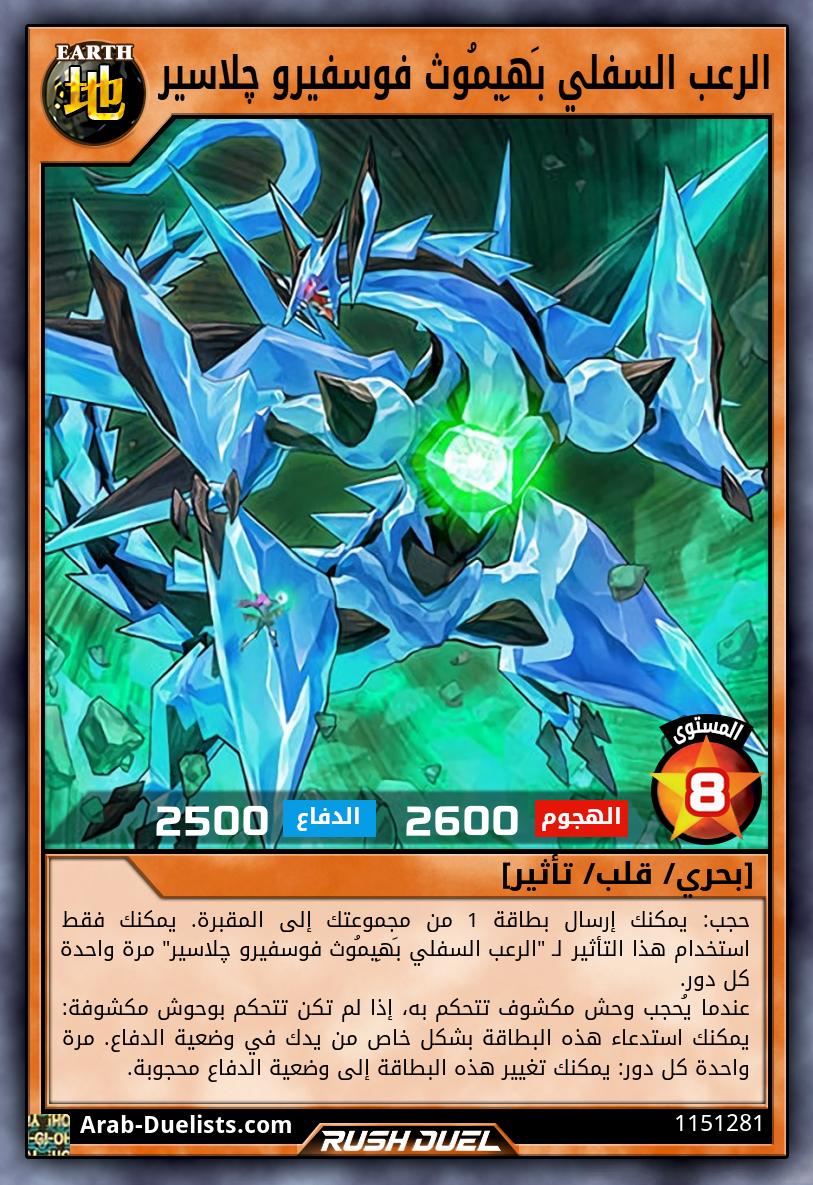 EARTH
地
الرعب السفلي بَهِيمُوث فوسفيرو چلاسير
المستوى
8
الهجوم 2600 الدفاع 2500
[بحري/ قلب/ تأثير]
حجب: يمكنك إرسال بطاقة 1 من مجموعتك إلى المقبرة. يمكنك فقط
استخدام هذا التأثير لـ "الرعب السفلي بَهِيمُوث فوسفيرو چلاسير" مرة واحدة
كل دور.
عندما يُحجب وحش مكشوف تتحكم به، إذا لم تكن تتحكم بوحوش مكشوفة:
يمكنك استدعاء هذه البطاقة بشكل خاص من يدك في وضعية الدفاع. مرة
واحدة كل دور: يمكنك تغيير هذه البطاقة إلى وضعية الدفاع محجوبة.
Arab-Duelists.com
RUSH DUEL
1151281